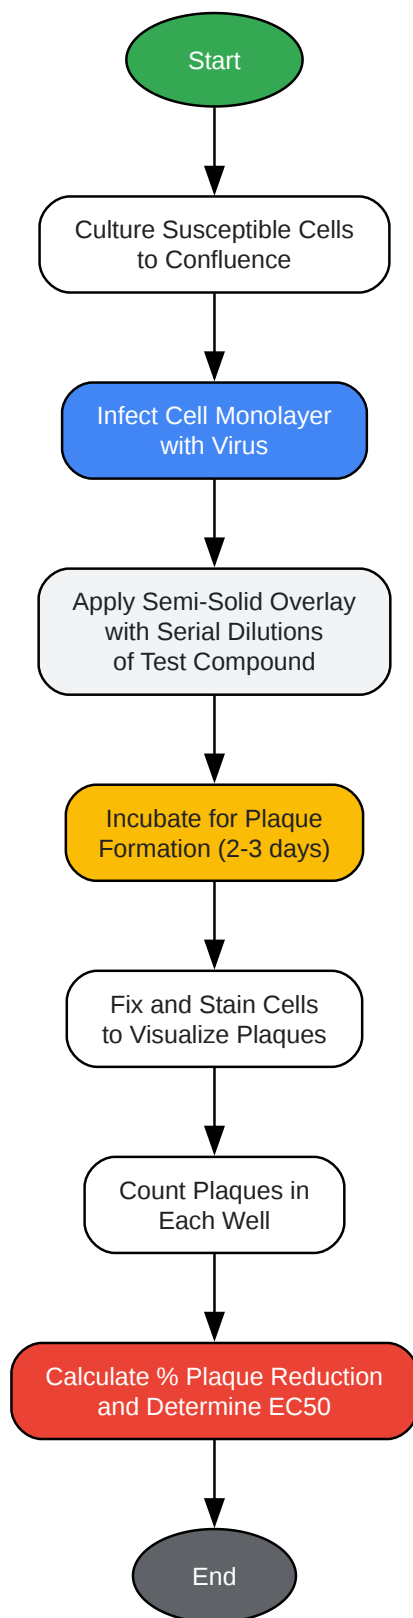 Start
Culture Susceptible Cells
to Confluence
Infect Cell Monolayer
with Virus
Apply Semi-Solid Overlay
with Serial Dilutions
of Test Compound
Incubate for Plaque
Formation (2-3 days)
Fix and Stain Cells
to Visualize Plaques
Count Plaques in
Each Well
Calculate % Plaque Reduction
and Determine EC50
End